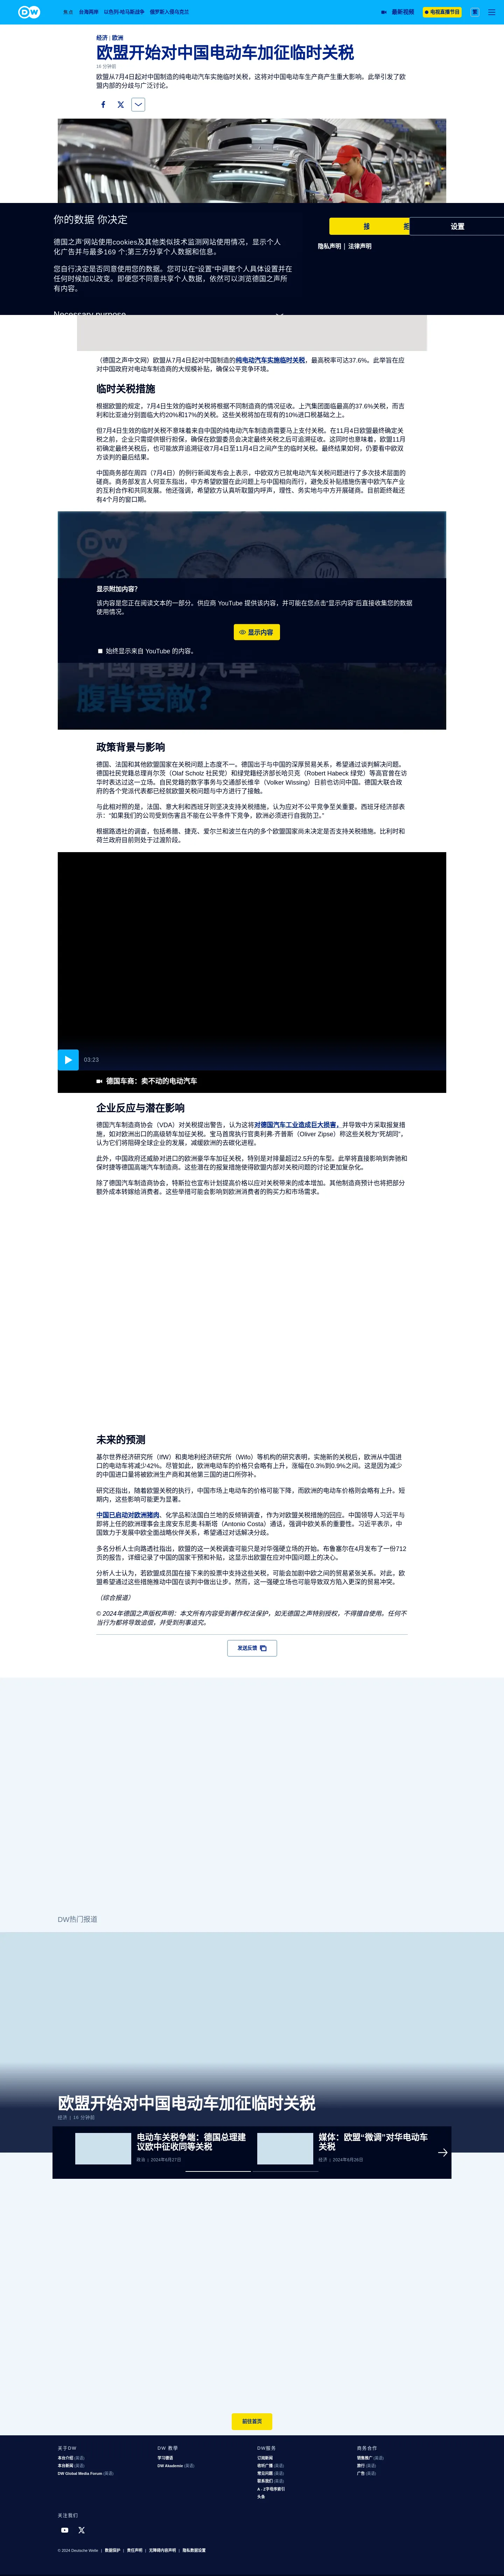 DW
焦点 台海局势 以色列-哈马斯战争 俄罗斯入侵乌克兰
最新视频
电视直播节目
繁
经济 | 欧洲
欧盟开始对中国电动车加征临时关税
欧盟从7月4日起对中国制造的纯电动汽车实施临时关税，这将对中国电动车生产商产生重大影响。此举引发了欧
盟内部的分歧与广泛讨论。
你的数据 你决定
德国之声'网站使用cookies及其他类似技术监测网站使用情况，显示个人
化广告并与最多169 个;第三方分享个人数据和信息。
您自行决定是否同意使用您的数据。您可以在“设置”中调整个人具体设置并在
任何时候加以改变。即便您不同意共享个人数据，依然可以浏览德国之声所
有内容。
Necessary purpose
设置
隐私声明 | 法律声明
（德国之声中文网）欧盟从7月4日起对中国制造的纯电动汽车实施临时关税，最高税率可达37.6%。此举旨在应
对中国政府对电动车制造商的大规模补贴，确保公平竞争环境。
临时关税措施
根据欧盟的规定，7月4日生效的临时关税将根据不同制造商的情况征收。上汽集团面临最高的37.6%关税，而吉
利和比亚迪分别面临大约20%和17%的关税。这些关税将加在现有的10%进口税基础之上。
但7月4日生效的临时关税不意味着来自中国的纯电动汽车制造商需要马上支付关税。在11月4日欧盟最终确定关
税之前，企业只需提供银行担保，确保在欧盟委员会决定最终关税之后可追溯征收。这同时也意味着，欧盟11月
初确定最终关税后，也可能放弃追溯征收7月4日至11月4日之间产生的临时关税。最终结果如何，仍要看中欧双
方谈判的最后结果。
中国商务部在周四（7月4日）的例行新闻发布会上表示，中欧双方已就电动汽车关税问题进行了多次技术层面的
磋商。商务部发言人何亚东指出，中方希望欧盟在此问题上与中国相向而行，避免反补贴措施伤害中欧汽车产业
的互利合作和共同发展。他还强调，希望欧方认真听取盟内呼声，理性、务实地与中方开展磋商。目前距终裁还
有4个月的窗口期。
显示附加内容？
该内容是您正在阅读文本的一部分。供应商 YouTube 提供该内容，并可能在您点击“显示内容”后直接收集您的数据
使用情况。
显示内容
始终显示来自 YouTube 的内容。
中國電動汽車
腹背受敵？
政策背景与影响
德国、法国和其他欧盟国家在关税问题上态度不一。德国出于与中国的深厚贸易关系，希望通过谈判解决问题。
德国社民党籍总理肖尔茨（Olaf Scholz 社民党）和绿党籍经济部长哈贝克（Robert Habeck 绿党）等高官曾在访
华时表达过这一立场。自民党籍的数字事务与交通部长维辛（Volker Wissing）日前也访问中国。德国大联合政
府的各个党派代表都已经就欧盟关税问题与中方进行了接触。
与此相对照的是，法国、意大利和西班牙则坚决支持关税措施，认为应对不公平竞争至关重要。西班牙经济部表
示：“如果我们的公司受到伤害且不能在公平条件下竞争，欧洲必须进行自我防卫。”
根据路透社的调查，包括希腊、捷克、爱尔兰和波兰在内的多个欧盟国家尚未决定是否支持关税措施。比利时和
荷兰政府目前则处于过渡阶段。
03:23
德国车商：卖不动的电动汽车
企业反应与潜在影响
德国汽车制造商协会（VDA）对关税提出警告，认为这将对德国汽车工业造成巨大损害，并导致中方采取报复措
施，如对欧洲出口的高级轿车加征关税。宝马首席执行官奥利弗·齐普斯（Oliver Zipse）称这些关税为“死胡同”，
认为它们将阻碍全球企业的发展，减缓欧洲的去碳化进程。
此外，中国政府还威胁对进口的欧洲豪华车加征关税，特别是对排量超过2.5升的车型。此举将直接影响到奔驰和
保时捷等德国高端汽车制造商。这些潜在的报复措施使得欧盟内部对关税问题的讨论更加复杂化。
除了德国汽车制造商协会，特斯拉也宣布计划提高价格以应对关税带来的成本增加。其他制造商预计也将把部分
额外成本转嫁给消费者。这些举措可能会影响到欧洲消费者的购买力和市场需求。
未来的预测
基尔世界经济研究所（IfW）和奥地利经济研究所（Wifo）等机构的研究表明，实施新的关税后，欧洲从中国进
口的电动车将减少42%。尽管如此，欧洲电动车的价格只会略有上升，涨幅在0.3%到0.9%之间。这是因为减少
的中国进口量将被欧洲生产商和其他第三国的进口所弥补。
研究还指出，随着欧盟关税的执行，中国市场上电动车的价格可能下降，而欧洲的电动车价格则会略有上升。短
期内，这些影响可能更为显著。
中国已启动对欧洲猪肉、化学品和法国白兰地的反倾销调查，作为对欧盟关税措施的回应。中国领导人习近平与
即将上任的欧洲理事会主席安东尼奥·科斯塔（Antonio Costa）通话，强调中欧关系的重要性。习近平表示，中
国致力于发展中欧全面战略伙伴关系，希望通过对话解决分歧。
多名分析人士向路透社指出，欧盟的这一关税调查可能只是对华强硬立场的开始。布鲁塞尔在4月发布了一份712
页的报告，详细记录了中国的国家干预和补贴，这显示出欧盟在应对中国问题上的决心。
分析人士认为，若欧盟成员国在接下来的投票中支持这些关税，可能会加剧中欧之间的贸易紧张关系。对此，欧
盟希望通过这些措施推动中国在谈判中做出让步。然而，这一强硬立场也可能导致双方陷入更深的贸易冲突。
（综合报道）
© 2024年德国之声版权声明：本文所有内容受到著作权法保护，如无德国之声特别授权，不得擅自使用。任何不
当行为都将导致追偿，并受到刑事追究。
发送反馈
DW热门报道
欧盟开始对中国电动车加征临时关税
经济 | 10 分钟前
电动车关税争端：德国总理建
议欧中征收同等关税
政治 | 2024年6月27日
媒体：欧盟“微调”对华电动车
关税
经济 | 2024年6月26日
前往首页
关于DW
本台介绍 (英语)
本台新闻 (英语)
DW Global Media Forum (英语)
DW 教学
学习德语
DW Akademie (英语)
DW服务
订阅新闻
收听广播 (英语)
常见问题 (英语)
联系我们 (英语)
A - Z字母序索引
头条
商务合作
销售推广 (英语)
旅行 (英语)
广告 (英语)
关注我们
© 2024 Deutsche Welle | 数据保护 | 责任声明 | 无障碍内容声明 | 隐私数据设置